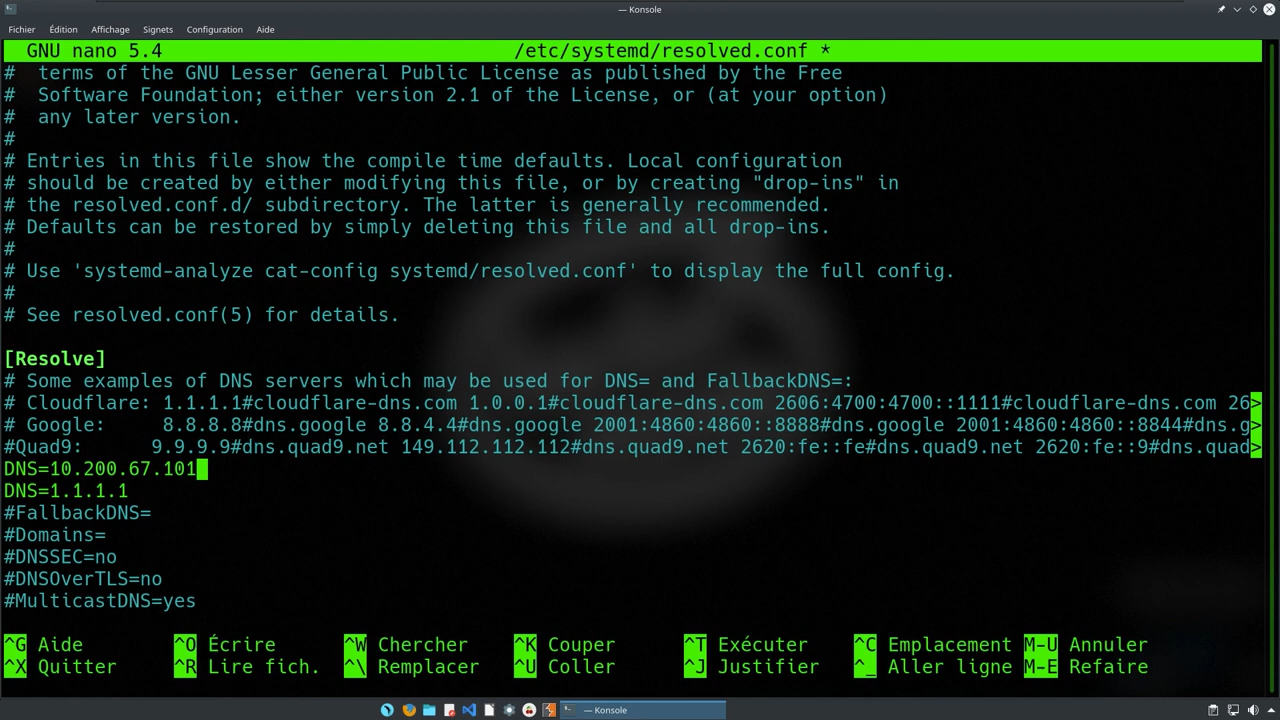 — Konsole
Fichier Édition Affichage Signets Configuration Aide
GNU nano 5.4 /etc/systemd/resolved.conf *
#  terms of the GNU Lesser General Public License as published by the Free
#  Software Foundation; either version 2.1 of the License, or (at your option)
#  any later version.
#
# Entries in this file show the compile time defaults. Local configuration
# should be created by either modifying this file, or by creating "drop-ins" in
# the resolved.conf.d/ subdirectory. The latter is generally recommended.
# Defaults can be restored by simply deleting this file and all drop-ins.
#
# Use 'systemd-analyze cat-config systemd/resolved.conf' to display the full config.
#
# See resolved.conf(5) for details.
[Resolve]
# Some examples of DNS servers which may be used for DNS= and FallbackDNS=:
# Cloudflare: 1.1.1.1#cloudflare-dns.com 1.0.0.1#cloudflare-dns.com 2606:4700:4700::1111#cloudflare-dns.com 26>
# Google:     8.8.8.8#dns.google 8.8.4.4#dns.google 2001:4860:4860::8888#dns.google 2001:4860:4860::8844#dns.g>
#Quad9:      9.9.9.9#dns.quad9.net 149.112.112.112#dns.quad9.net 2620:fe::fe#dns.quad9.net 2620:fe::9#dns.quad>
DNS=10.200.67.101
DNS=1.1.1.1
#FallbackDNS=
#Domains=
#DNSSEC=no
#DNSOverTLS=no
#MulticastDNS=yes
^G Aide ^O Écrire ^W Chercher ^K Couper ^T Exécuter ^C Emplacement M-U Annuler
^X Quitter ^R Lire fich. ^\ Remplacer ^U Coller ^J Justifier ^_ Aller ligne M-E Refaire
— Konsole